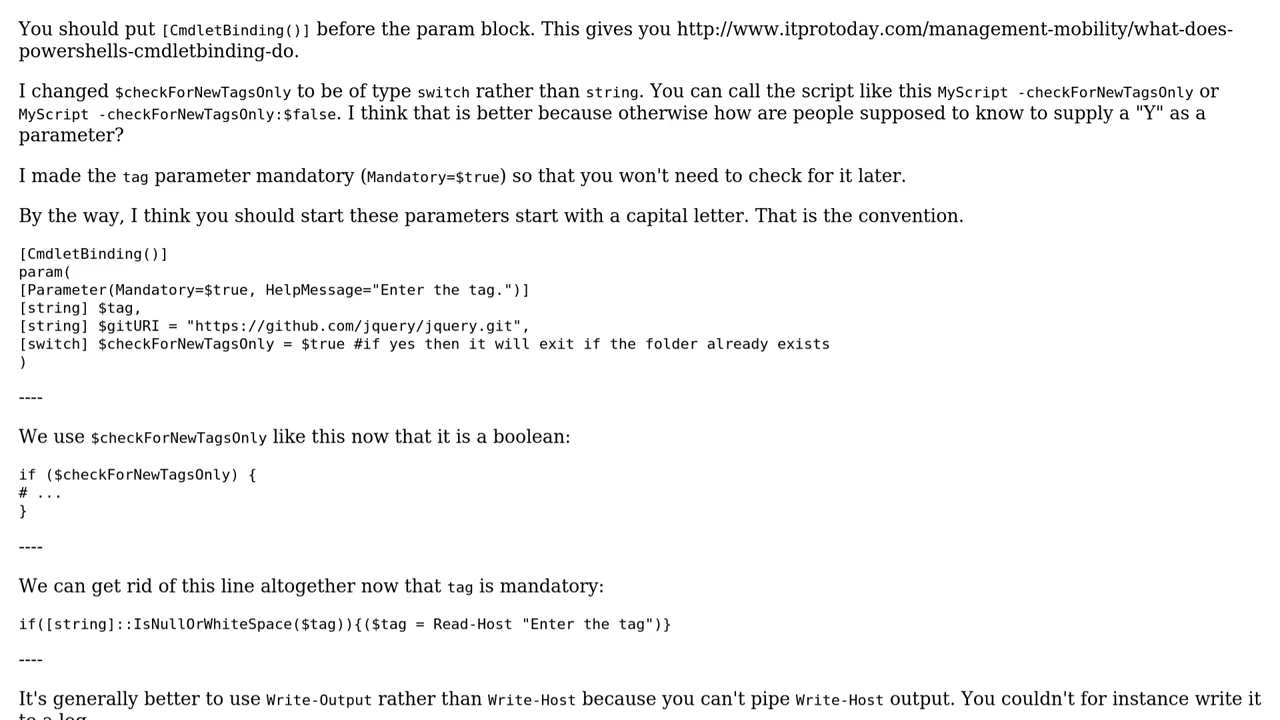 You should put [CmdletBinding()] before the param block. This gives you http://www.itprotoday.com/management-mobility/what-does-
powershells-cmdletbinding-do.
I changed $checkForNewTagsOnly to be of type switch rather than string. You can call the script like this MyScript -checkForNewTagsOnly or
MyScript -checkForNewTagsOnly:$false. I think that is better because otherwise how are people supposed to know to supply a "Y" as a
parameter?
I made the tag parameter mandatory (Mandatory=$true) so that you won't need to check for it later.
By the way, I think you should start these parameters start with a capital letter. That is the convention.
[CmdletBinding()]
param(
[Parameter(Mandatory=$true, HelpMessage="Enter the tag.")]
[string] $tag,
[string] $gitURI = "https://github.com/jquery/jquery.git",
[switch] $checkForNewTagsOnly = $true #if yes then it will exit if the folder already exists
)
----
We use $checkForNewTagsOnly like this now that it is a boolean:
if ($checkForNewTagsOnly) {
# ...
}
----
We can get rid of this line altogether now that tag is mandatory:
if([string]::IsNullOrWhiteSpace($tag)){($tag = Read-Host "Enter the tag")}
----
It's generally better to use Write-Output rather than Write-Host because you can't pipe Write-Host output. You couldn't for instance write it
to a log